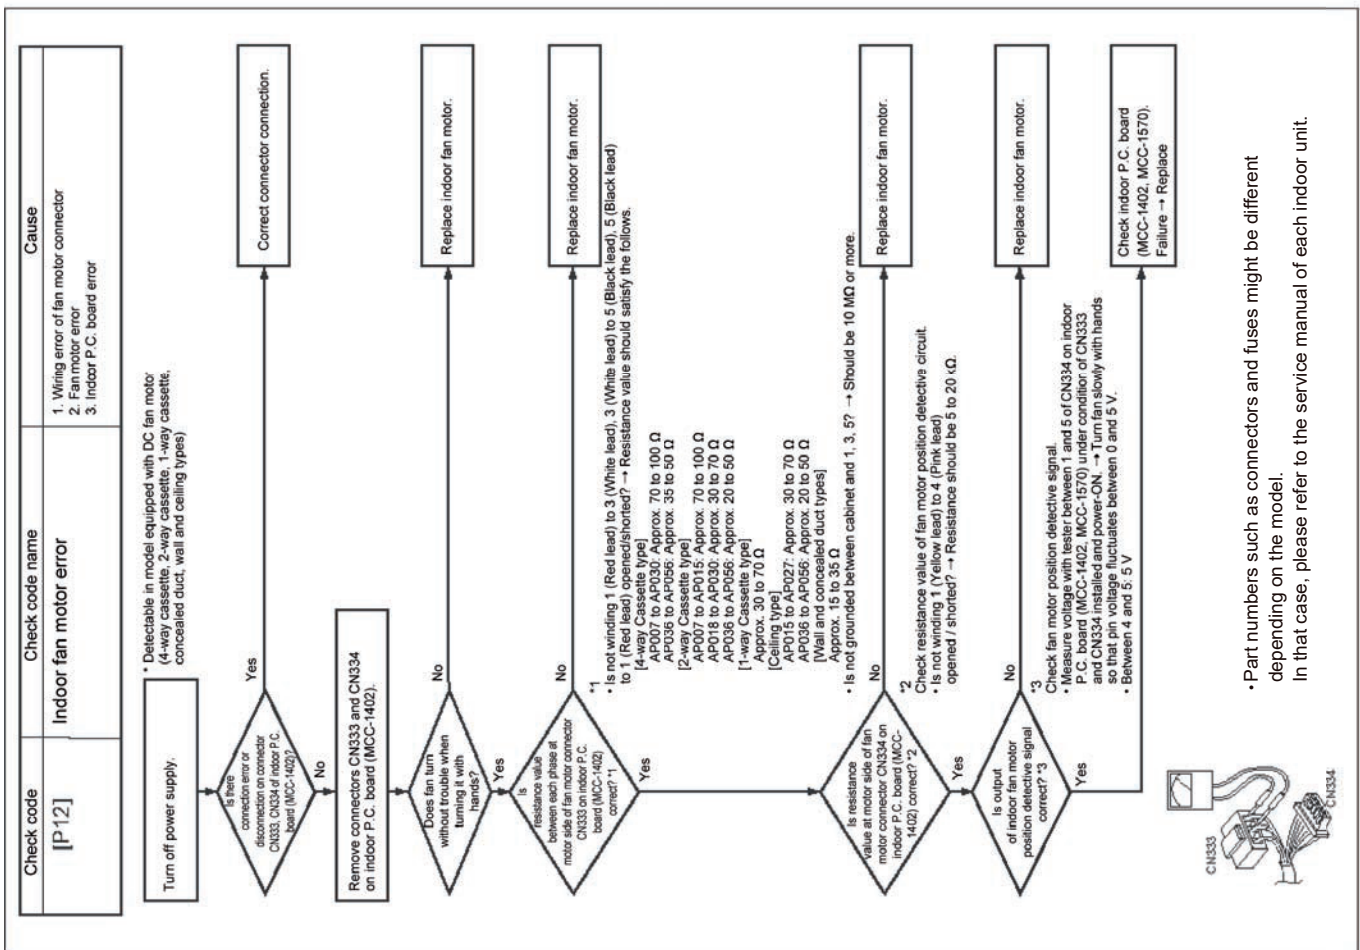 Check code
Check code name
Cause
[P12]
Indoor fan motor error
1. Wiring error of fan motor connector
2. Fan motor error
3. Indoor P.C. board error
Turn off power supply.
* Detectable in model equipped with DC fan motor
(4-way cassette, 2-way cassette, 1-way cassette,
concealed duct, wall and ceiling types)
Is there
connection error or
disconnection on connector
CN333, CN334 of indoor P.C.
board (MCC-1402)?
Yes
Correct connector connection.
No
Remove connectors CN333 and CN334
on indoor P.C. board (MCC-1402).
Does fan turn
without trouble when
turning it with
hands?
No
Replace indoor fan motor.
Yes
Is
resistance value
between each phase at
motor side of fan motor connector
CN333 on indoor P.C.
board (MCC-1402)
correct? *1
No
Replace indoor fan motor.
Yes
*1
• Is not winding 1 (Red lead) to 3 (White lead), 3 (White lead) to 5 (Black lead), 5 (Black lead)
to 1 (Red lead) opened/shorted? → Resistance value should satisfy the follows.
[4-way Cassette type]
AP007 to AP030: Approx. 70 to 100 Ω
AP036 to AP056: Approx. 35 to 50 Ω
[2-way Cassette type]
AP007 to AP015: Approx. 70 to 100 Ω
AP018 to AP030: Approx. 30 to 70 Ω
AP036 to AP056: Approx. 20 to 50 Ω
[1-way Cassette type]
Approx. 30 to 70 Ω
[Ceiling type]
AP015 to AP027: Approx. 30 to 70 Ω
AP036 to AP056: Approx. 20 to 50 Ω
[Wall and concealed duct types]
Approx. 15 to 35 Ω
• Is not grounded between cabinet and 1, 3, 5? → Should be 10 MΩ or more.
Is resistance
value at motor side of fan
motor connector CN334 on
indoor P.C. board (MCC-
1402) correct? *2
No
Replace indoor fan motor.
Yes
*2
Check resistance value of fan motor position detective circuit.
• Is not winding 1 (Yellow lead) to 4 (Pink lead)
opened / shorted? → Resistance should be 5 to 20 kΩ.
Is output
of indoor fan motor
position detective signal
correct? *3
No
Replace indoor fan motor.
Yes
*3
Check fan motor position detective signal.
• Measure voltage with tester between 1 and 5 of CN334 on indoor
P.C. board (MCC-1402, MCC-1570) under condition of CN333
and CN334 installed and power-ON. → Turn fan slowly with hands
so that pin voltage fluctuates between 0 and 5 V.
• Between 4 and 5: 5 V
Check indoor P.C. board
(MCC-1402, MCC-1570).
Failure → Replace
CN333
CN334
• Part numbers such as connectors and fuses might be different
depending on the model.
In that case, please refer to the service manual of each indoor unit.